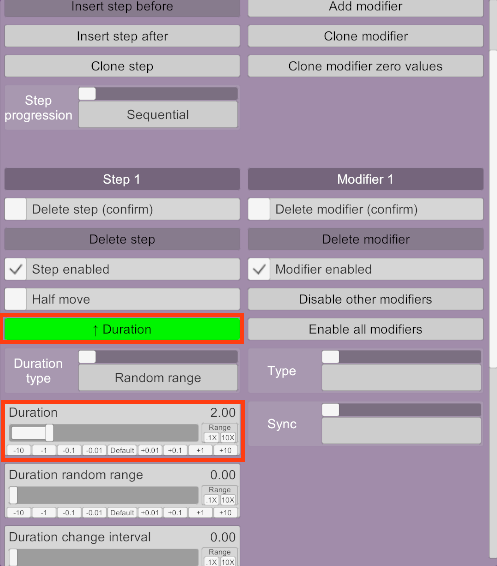 Insert step before
Add modifier
Insert step after
Clone modifier
Clone step
Clone modifier zero values
Step
progression
Sequential
Step 1
Modifier 1
Delete step (confirm)
Delete modifier (confirm)
Delete step
Delete modifier
Step enabled
Modifier enabled
Half move
Disable other modifiers
↑ Duration
Enable all modifiers
Duration
type
Random range
Type
Duration 2.00
Range
.1X 10X
-10 -1 -0.1 -0.01 Default +0.01 +0.1 +1 +10
Sync
Duration random range 0.00
Range
.1X 10X
-10 -1 -0.1 -0.01 Default +0.01 +0.1 +1 +10
Duration change interval 0.00
Range
.1X 10X